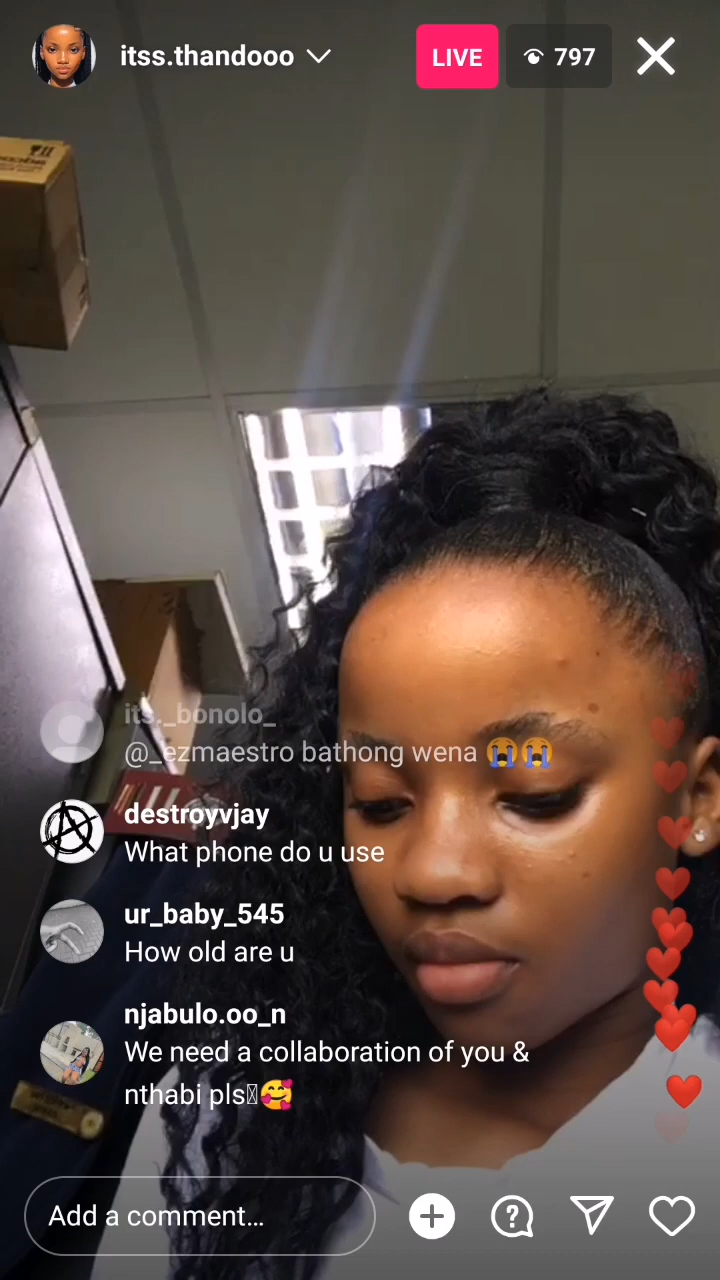 itss.thandooo
LIVE
797
its._bonolo_
@_ezmaestro bathong wena 😭😭
destroyvjay
What phone do u use
ur_baby_545
How old are u
njabulo.oo_n
We need a collaboration of you &
nthabi pls🥰
Add a comment...